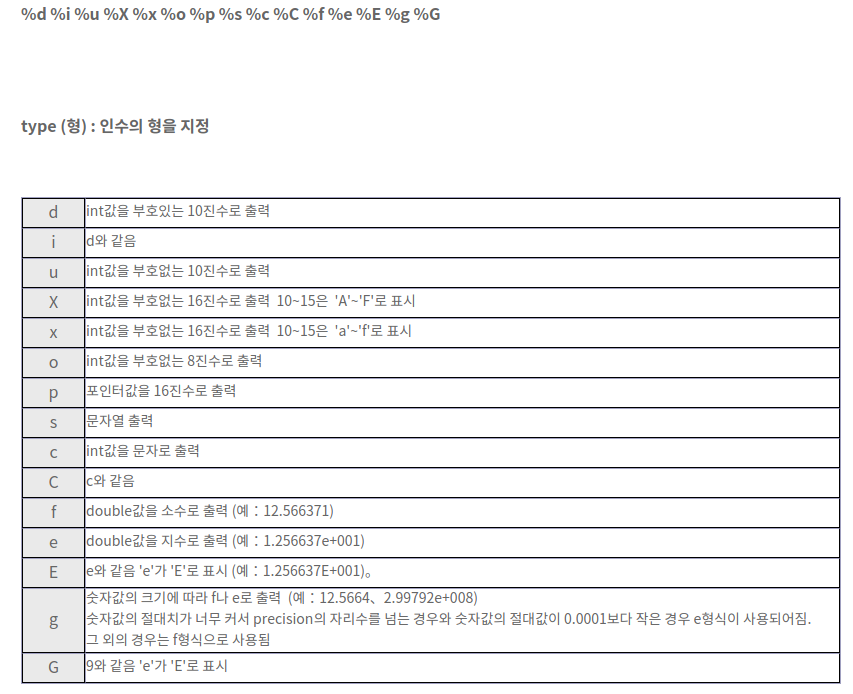 %d %i %u %X %x %o %p %s %c %C %f %e %E %g %G
type (형) : 인수의 형을 지정
d int값을 부호있는 10진수로 출력
i d와 같음
u int값을 부호없는 10진수로 출력
X int값을 부호없는 16진수로 출력 10~15은 'A'~'F'로 표시
x int값을 부호없는 16진수로 출력 10~15은 'a'~'f'로 표시
o int값을 부호없는 8진수로 출력
p 포인터값을 16진수로 출력
s 문자열 출력
c int값을 문자로 출력
C c와 같음
f double값을 소수로 출력 (예：12.566371)
e double값을 지수로 출력 (예：1.256637e+001)
E e와 같음 'e'가 'E'로 표시 (예：1.256637E+001)。
g 숫자값의 크기에 따라 f나 e로 출력 (예：12.5664、2.99792e+008)
숫자값의 절대치가 너무 커서 precision의 자리수를 넘는 경우와 숫자값의 절대값이 0.0001보다 작은 경우 e형식이 사용되어짐.
그 외의 경우는 f형식으로 사용됨
G 9와 같음 'e'가 'E'로 표시